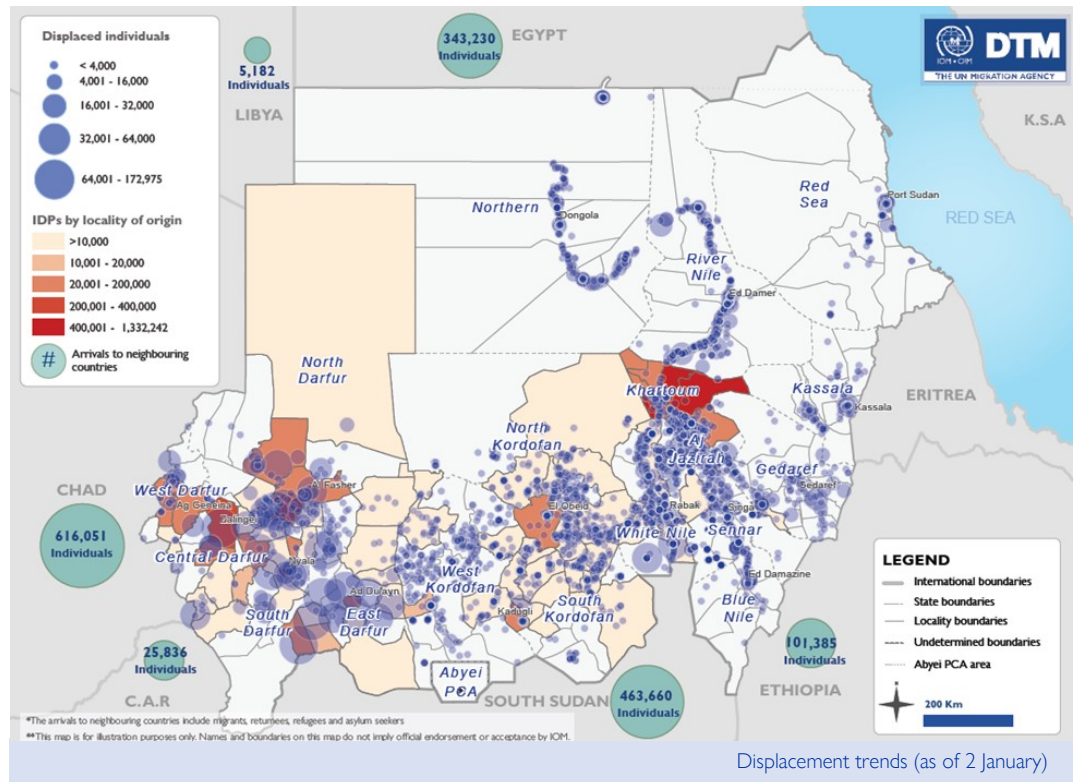 Displaced individuals
< 4,000
4,001 - 16,000
16,001 - 32,000
32,001 - 64,000
64,001 - 172,975
IDPs by locality of origin
>10,000
10,001 - 20,000
20,001 - 200,000
200,001 - 400,000
400,001 - 1,332,242
# Arrivals to neighbouring
countries
5,182
Individuals
LIBYA
343,230
Individuals
EGYPT
IOM • OIM
DTM
THE UN MIGRATION AGENCY
K.S.A
RED SEA
Red
Sea
Port Sudan
Northern
Dongola
River
Nile
Ed Damer
North
Darfur
Khartoum
Kassala
Kassala
ERITREA
North
Kordofan
Al
Jazirah
Gedaref
Gedaref
CHAD
616,051
Individuals
West Darfur
Ag Geneina
Al Fasher
Zalingei
Central Darfur
Nyala
El Obeid
Rabak
Singa
White Nile
Sennar
Ed Damazine
Blue
Nile
West
Kordofan
Ad Du'ayn
South
Darfur
East
Darfur
Kadugli
South
Kordofan
Abyei
PCA
25,836
Individuals
C.A.R
SOUTH SUDAN
463,660
Individuals
101,385
Individuals
ETHIOPIA
LEGEND
International boundaries
State boundaries
Locality boundaries
Undetermined boundaries
Abyei PCA area
200 Km
*The arrivals to neighbouring countries include migrants, returnees, refugees and asylum seekers
**This map is for illustration purposes only. Names and boundaries on this map do not imply official endorsement or acceptance by IOM.
Displacement trends (as of 2 January)